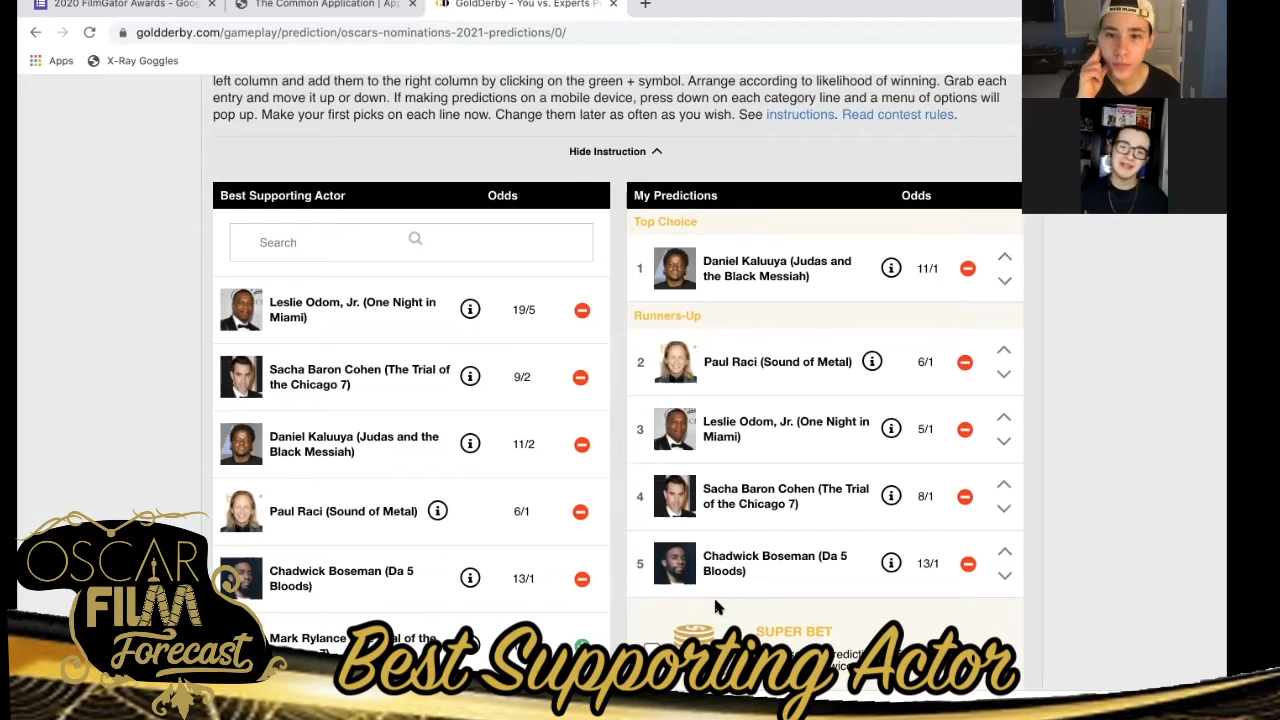 2020 FilmGator Awards - Goog
The Common Application | App
GoldDerby - You vs. Experts P
goldderby.com/gameplay/prediction/oscars-nominations-2021-predictions/0/
Apps
X-Ray Goggles
left column and add them to the right column by clicking on the green + symbol. Arrange according to likelihood of winning. Grab each
entry and move it up or down. If making predictions on a mobile device, press down on each category line and a menu of options will
pop up. Make your first picks on each line now. Change them later as often as you wish. See instructions. Read contest rules.
Hide Instruction
Best Supporting Actor
Odds
Search
Leslie Odom, Jr. (One Night in
Miami)
19/5
Sacha Baron Cohen (The Trial of
the Chicago 7)
9/2
Daniel Kaluuya (Judas and the
Black Messiah)
11/2
Paul Raci (Sound of Metal)
6/1
Chadwick Boseman (Da 5
Bloods)
13/1
Mark Rylance
al of the
7)
My Predictions
Odds
Top Choice
1
Daniel Kaluuya (Judas and
the Black Messiah)
11/1
Runners-Up
2
Paul Raci (Sound of Metal)
6/1
3
Leslie Odom, Jr. (One Night in
Miami)
5/1
4
Sacha Baron Cohen (The Trial
of the Chicago 7)
8/1
5
Chadwick Boseman (Da 5
Bloods)
13/1
SUPER BET
OSCAR
FILM
Forecast
Best Supporting Actor